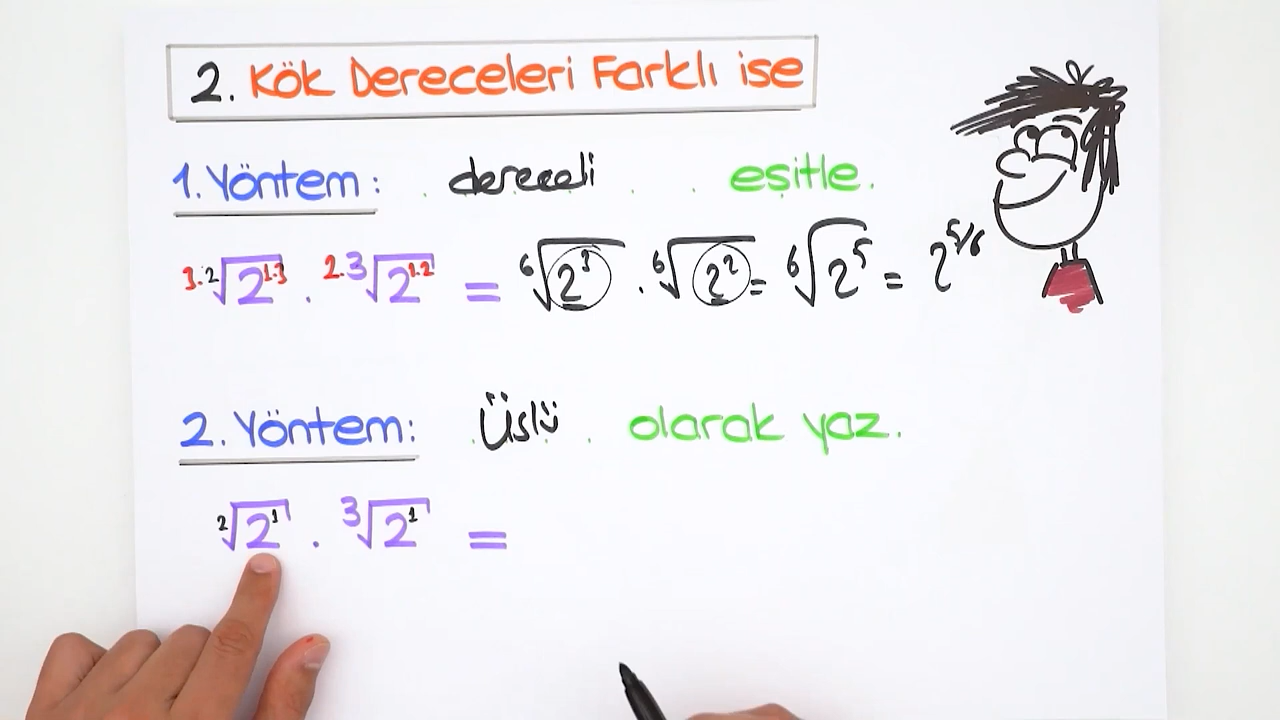 2. Kök Dereceleri Farklı ise
1. Yöntem: dereceli eşitle.
3.2√2^1.3 . 2.3√2^1.2 = 6√2^3 . 6√2^2 = 6√2^5 = 2^5/6
2. Yöntem: Üslü olarak yaz.
2√2^1 . 3√2^1 =